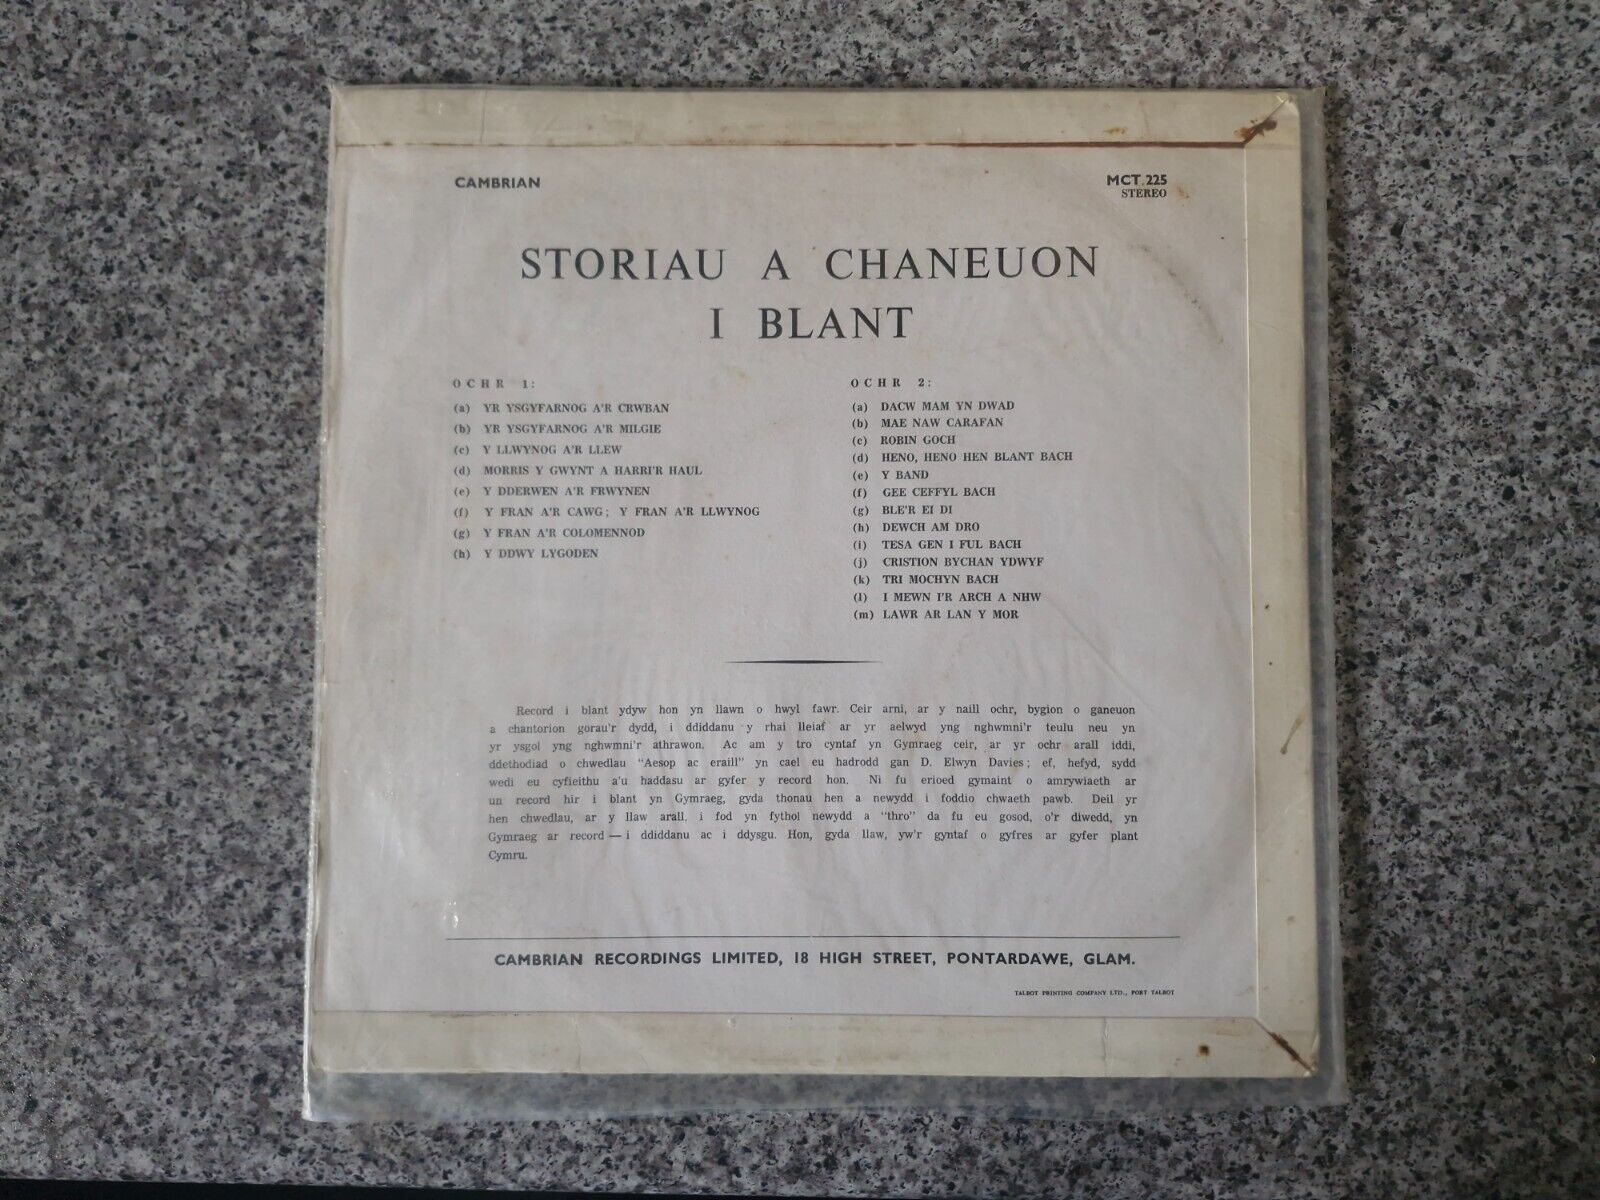 CAMBRIAN
MCT 225
STEREO
STORIAU A CHANEUON
I BLANT
OCHR 1:
(a) YR YSGYFARNOG A'R CRWBAN
(b) YR YSGYFARNOG A'R MILGIE
(c) Y LLWYNOG A'R LLEW
(d) MORRIS Y GWYNT A HARRI'R HAUL
(e) Y DDERWEN A'R FRWYNEN
(f) Y FRAN A'R CAWG; Y FRAN A'R LLWYNOG
(g) Y FRAN A'R COLOMENNOD
(h) Y DDWY LYGODEN
OCHR 2:
(a) DACW MAM YN DWAD
(b) MAE NAW CARAFAN
(c) ROBIN GOCH
(d) HENO, HENO HEN BLANT BACH
(e) Y BAND
(f) GEE CEFFYL BACH
(g) BLE'R EI DI
(h) DEWCH AM DRO
(i) TESA GEN I FUL BACH
(j) CRISTION BYCHAN YDWYF
(k) TRI MOCHYN BACH
(l) I MEWN I'R ARCH A NHW
(m) LAWR AR LAN Y MOR
Record i blant ydyw hon yn llawn o hwyl fawr. Ceir arni, ar y naill ochr, bygion o ganeuon
a chantorion gorau'r dydd, i ddiddanu y rhai lleiaf ar yr aelwyd yng nghwmni'r teulu neu yn
yr ysgol yng nghwmni'r athrawon. Ac am y tro cyntaf yn Gymraeg ceir, ar yr ochr arall iddi,
ddethodiad o chwedlau "Aesop ac eraill" yn cael eu hadrodd gan D. Elwyn Davies; ef, hefyd, sydd
wedi eu cyfieithu a'u haddasu ar gyfer y record hon. Ni fu erioed gymaint o amrywiaeth ar
un record hir i blant yn Gymraeg, gyda thonau hen a newydd i foddio chwaeth pawb. Deil yr
hen chwedlau, ar y llaw arall, i fod yn fythol newydd a "thro" da fu eu gosod, o'r diwedd, yn
Gymraeg ar record — i ddiddanu ac i ddysgu. Hon, gyda llaw, yw'r gyntaf o gyfres ar gyfer plant
Cymru.
CAMBRIAN RECORDINGS LIMITED, 18 HIGH STREET, PONTARDAWE, GLAM.
TALBOT PRINTING COMPANY LTD., PORT TALBOT